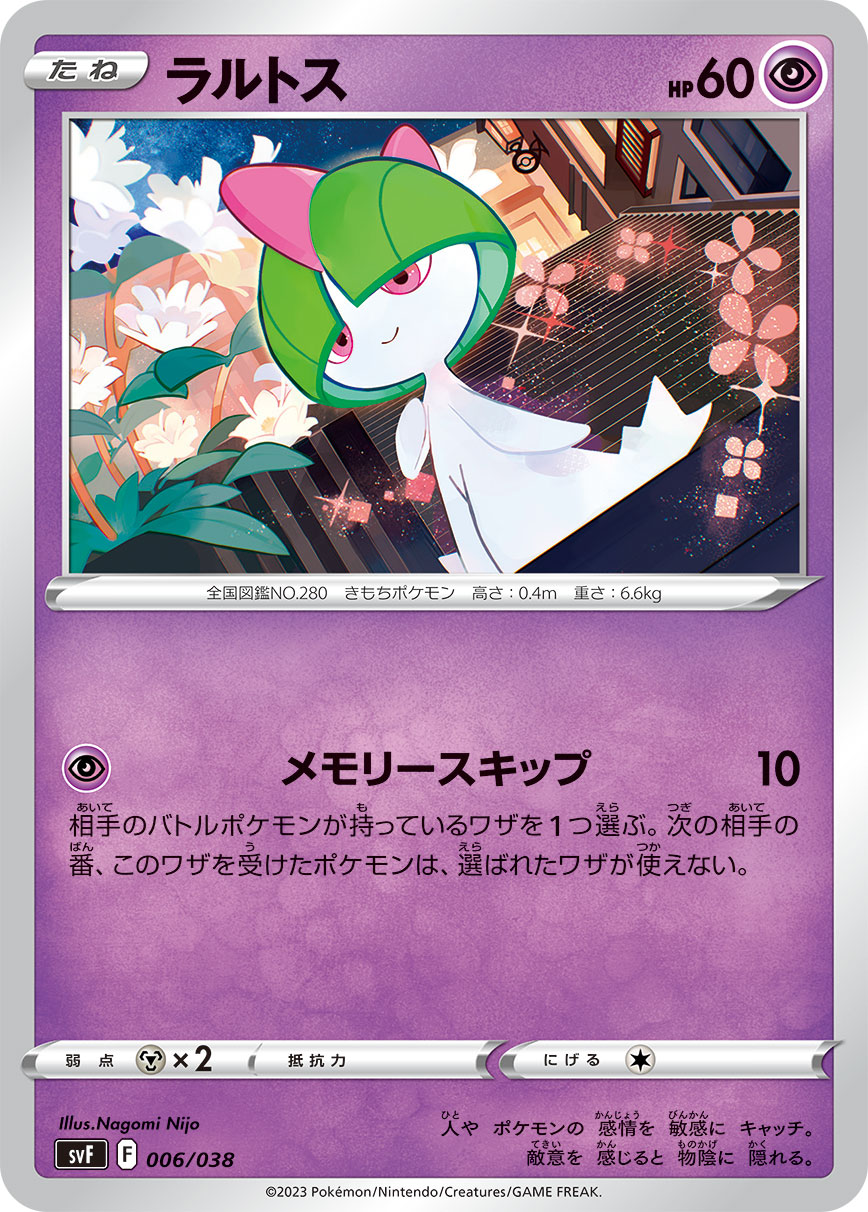 たね ラルトス HP60
全国図鑑NO.280 きもちポケモン 高さ：0.4m 重さ：6.6kg
メモリースキップ 10
相手のバトルポケモンが持っているワザを1つ選ぶ。次の相手の
番、このワザを受けたポケモンは、選ばれたワザが使えない。
弱点 ×2 抵抗力 にげる
Illus.Nagomi Nijo
人や ポケモンの 感情を 敏感に キャッチ。
敵意を 感じると 物陰に 隠れる。
svF F 006/038
©2023 Pokémon/Nintendo/Creatures/GAME FREAK.